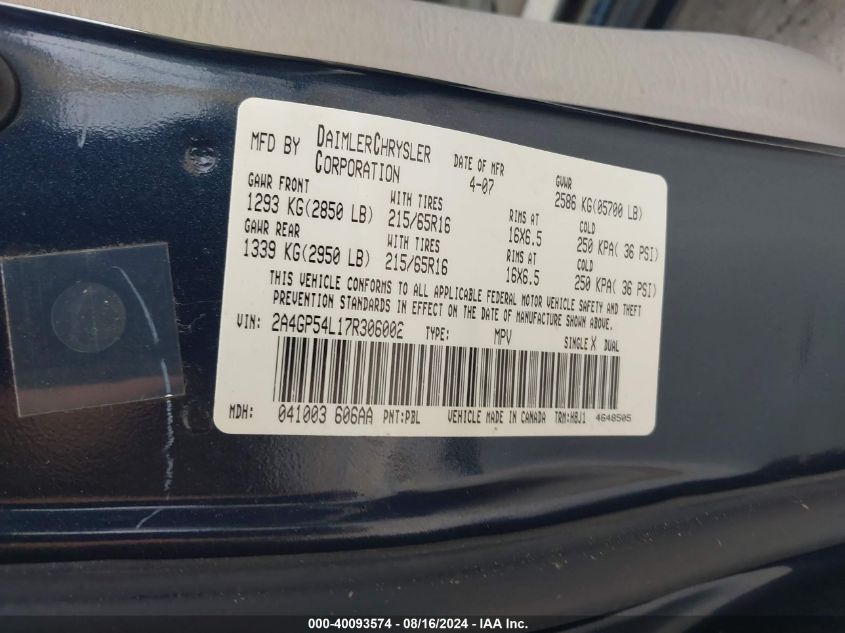 MFD BY DAIMLERCHRYSLER CORPORATION DATE OF MFR 4-07 GVWR 2586 KG(05700 LB)
GAWR FRONT WITH TIRES RIMS AT COLD
1293 KG(2850 LB) 215/65R16 16X6.5 250 KPA( 36 PSI)
GAWR REAR WITH TIRES RIMS AT COLD
1339 KG(2950 LB) 215/65R16 16X6.5 250 KPA( 36 PSI)
THIS VEHICLE CONFORMS TO ALL APPLICABLE FEDERAL MOTOR VEHICLE SAFETY AND THEFT
PREVENTION STANDARDS IN EFFECT ON THE DATE OF MANUFACTURE SHOWN ABOVE.
VIN: 2A4GP54L17R306002 TYPE: MPV SINGLE X DUAL
MDH: 041003 606AA PNT:PBL VEHICLE MADE IN CANADA TRM:HBJ1 4648505
000-40093574 - 08/16/2024 - IAA Inc.